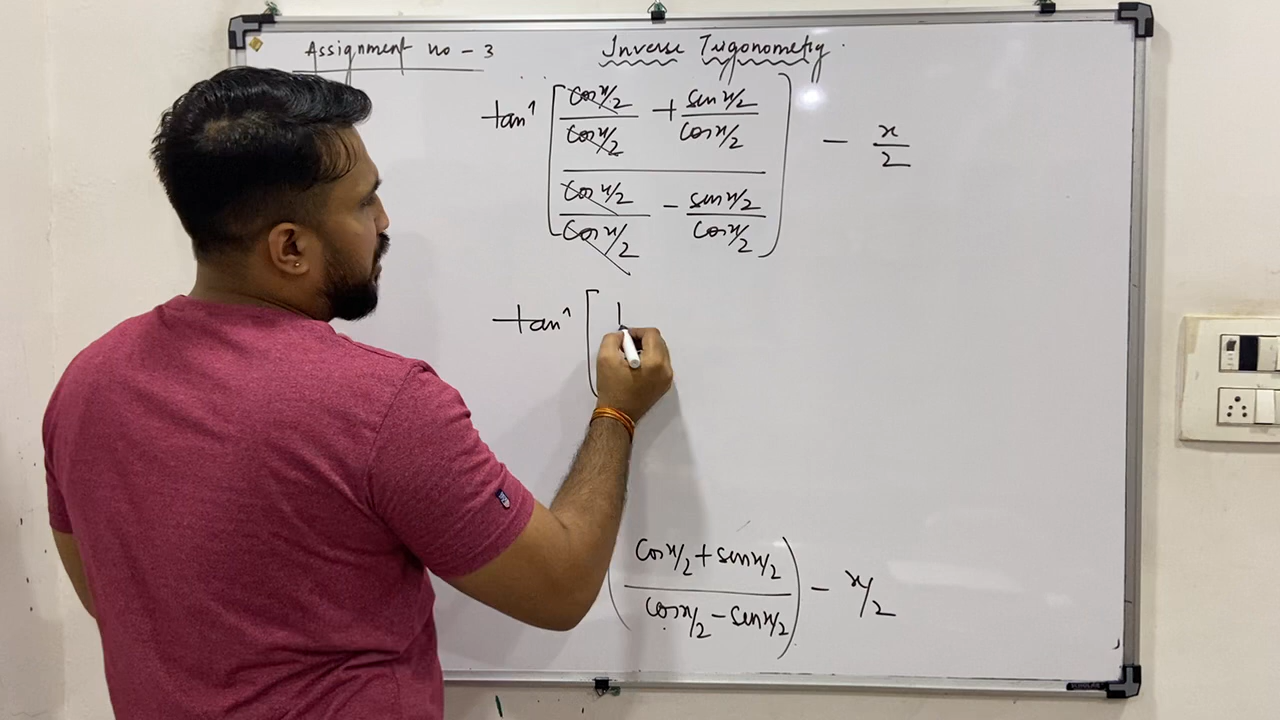 Assignment no - 3
Inverse Trigonometry.
tan⁻¹ [ (cos x/2 / cos x/2 + sin x/2 / cos x/2) / (cos x/2 / cos x/2 - sin x/2 / cos x/2) ] - x/2
tan⁻¹ [ 1
( (cos x/2 + sin x/2) / (cos x/2 - sin x/2) ) - x/2